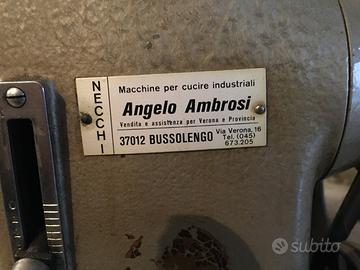 NECCHI
Macchine per cucire industriali
Angelo Ambrosi
Vendita e assistenza per Verona e Provincia
37012 BUSSOLENGO
Via Verona, 16
Tel. (045)
673.205
subito